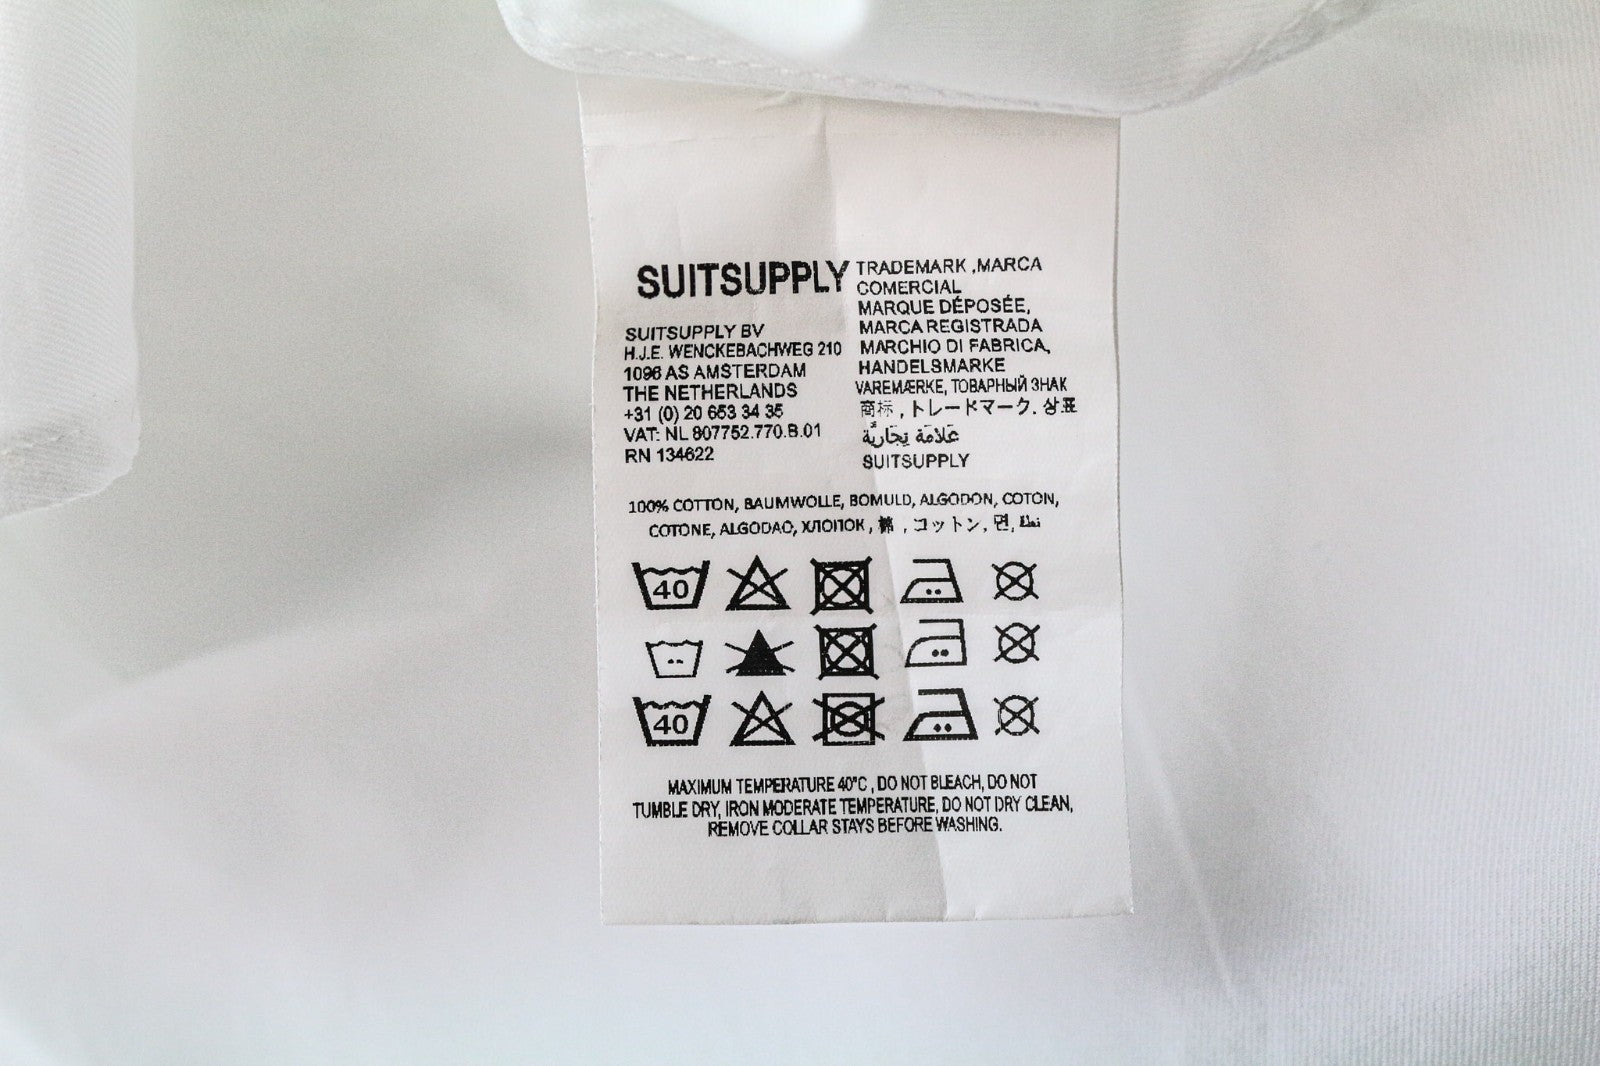 SUITSUPPLY
SUITSUPPLY BV
H.J.E. WENCKEBACHWEG 210
1096 AS AMSTERDAM
THE NETHERLANDS
+31 (0) 20 653 34 35
VAT: NL 807752.770.B.01
RN 134622
TRADEMARK ,MARCA
COMERCIAL
MARQUE DÉPOSÉE,
MARCA REGISTRADA
MARCHIO DI FABRICA,
HANDELSMARKE
VAREMÆRKE, ТОВАРНЫЙ ЗНАК
商标 , トレードマーク. 상표
عَلامَة تِجَاريَّة
SUITSUPPLY
100% COTTON, BAUMWOLLE, BOMULD, ALGODON, COTON,
COTONE, ALGODAO, ХЛОПОК , 棉 , コットン, 면,
40
40
MAXIMUM TEMPERATURE 40°C , DO NOT BLEACH, DO NOT
TUMBLE DRY, IRON MODERATE TEMPERATURE, DO NOT DRY CLEAN,
REMOVE COLLAR STAYS BEFORE WASHING.